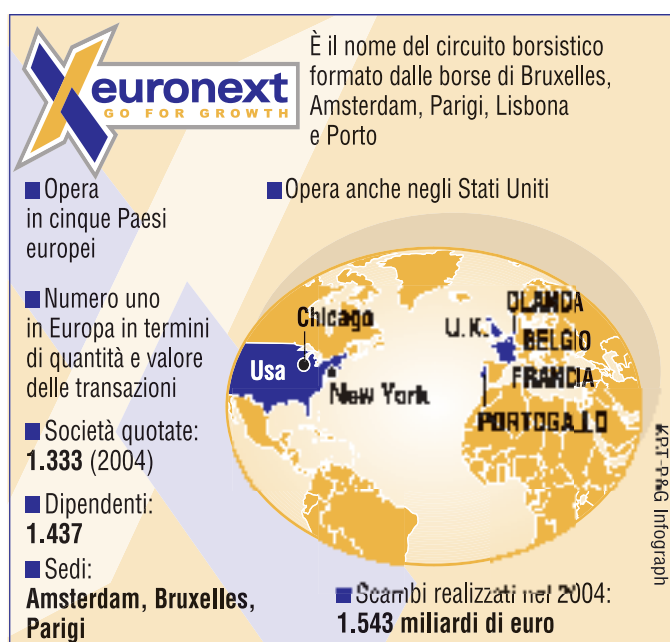 euronext
GO FOR GROWTH
È il nome del circuito borsistico
formato dalle borse di Bruxelles,
Amsterdam, Parigi, Lisbona
e Porto
Opera
in cinque Paesi
europei
Opera anche negli Stati Uniti
Numero uno
in Europa in termini
di quantità e valore
delle transazioni
Società quotate:
1.333 (2004)
Dipendenti:
1.437
Sedi:
Amsterdam, Bruxelles,
Parigi
Chicago
Usa
New York
U.K.
OLANDA
BELGIO
FRANCIA
PORTOGALLO
Scambi realizzati nel 2004:
1.543 miliardi di euro
KPT-P&G Infograph